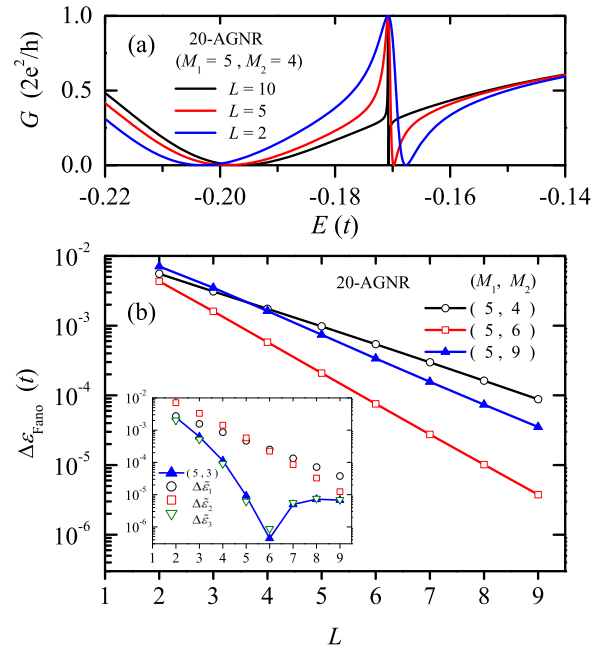 (a)
20-AGNR
(M₁ = 5 , M₂ = 4)
L = 10
L = 5
L = 2
G (2e²/h)
1.0
0.5
0.0
-0.22 -0.20 -0.18 -0.16 -0.14
E (t)
(b)
20-AGNR
(M₁, M₂)
( 5 , 4 )
( 5 , 6 )
( 5 , 9 )
Δε_Fano (t)
10⁻²
10⁻³
10⁻⁴
10⁻⁵
10⁻⁶
10⁻²
10⁻³
10⁻⁴
10⁻⁵
10⁻⁶
( 5 , 3 )
Δε̃₁
Δε̃₂
Δε̃₃
1 2 3 4 5 6 7 8 9
1 2 3 4 5 6 7 8 9
L